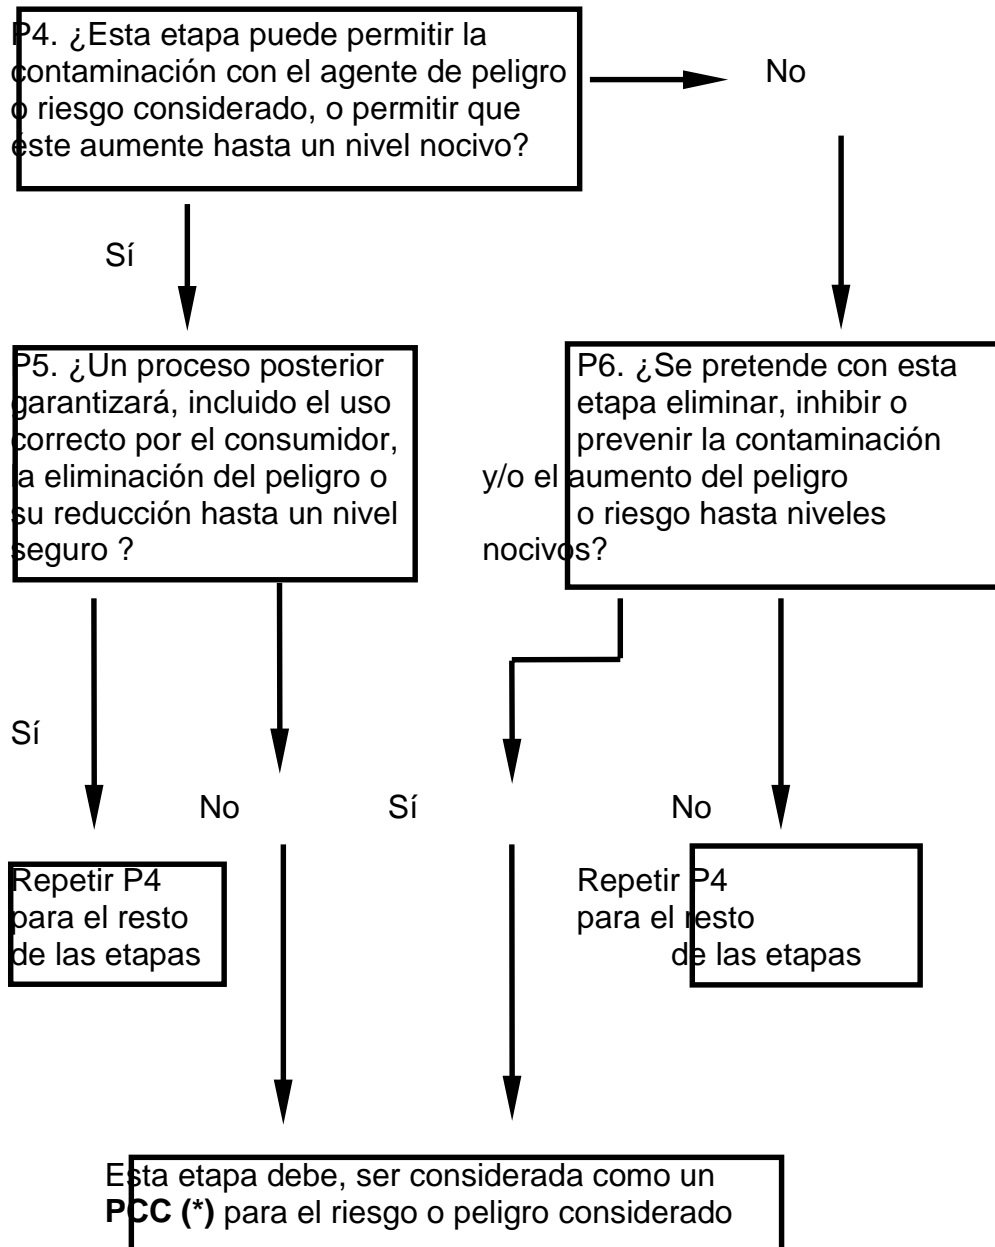 P4. ¿Esta etapa puede permitir la
contaminación con el agente de peligro
o riesgo considerado, o permitir que
éste aumente hasta un nivel nocivo?
No
Sí
P5. ¿Un proceso posterior
garantizará, incluido el uso
correcto por el consumidor,
la eliminación del peligro o
su reducción hasta un nivel
seguro ?
P6. ¿Se pretende con esta
etapa eliminar, inhibir o
prevenir la contaminación
y/o el aumento del peligro
o riesgo hasta niveles
nocivos?
Sí
No
Sí
No
Repetir P4
para el resto
de las etapas
Repetir P4
para el resto
de las etapas
Esta etapa debe, ser considerada como un
PCC (*) para el riesgo o peligro considerado